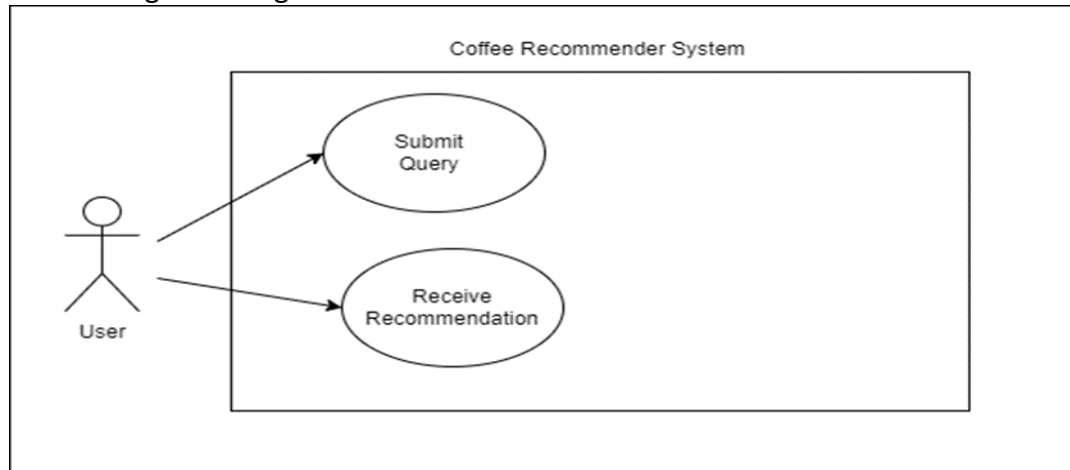 Coffee Recommender System
Submit
Query
Receive
Recommendation
User